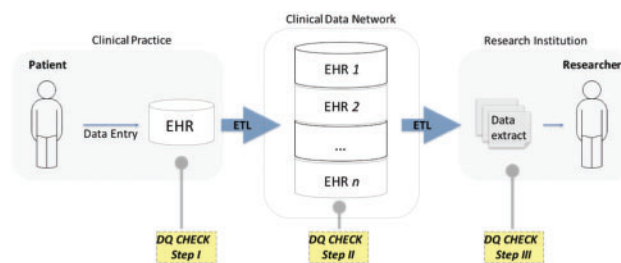 Clinical Data Network
Clinical Practice
Research Institution
Patient
Researcher
EHR 1
EHR 2
...
EHR n
EHR
Data Entry
ETL
ETL
Data
extract
DQ CHECK
Step I
DQ CHECK
Step II
DQ CHECK
Step III